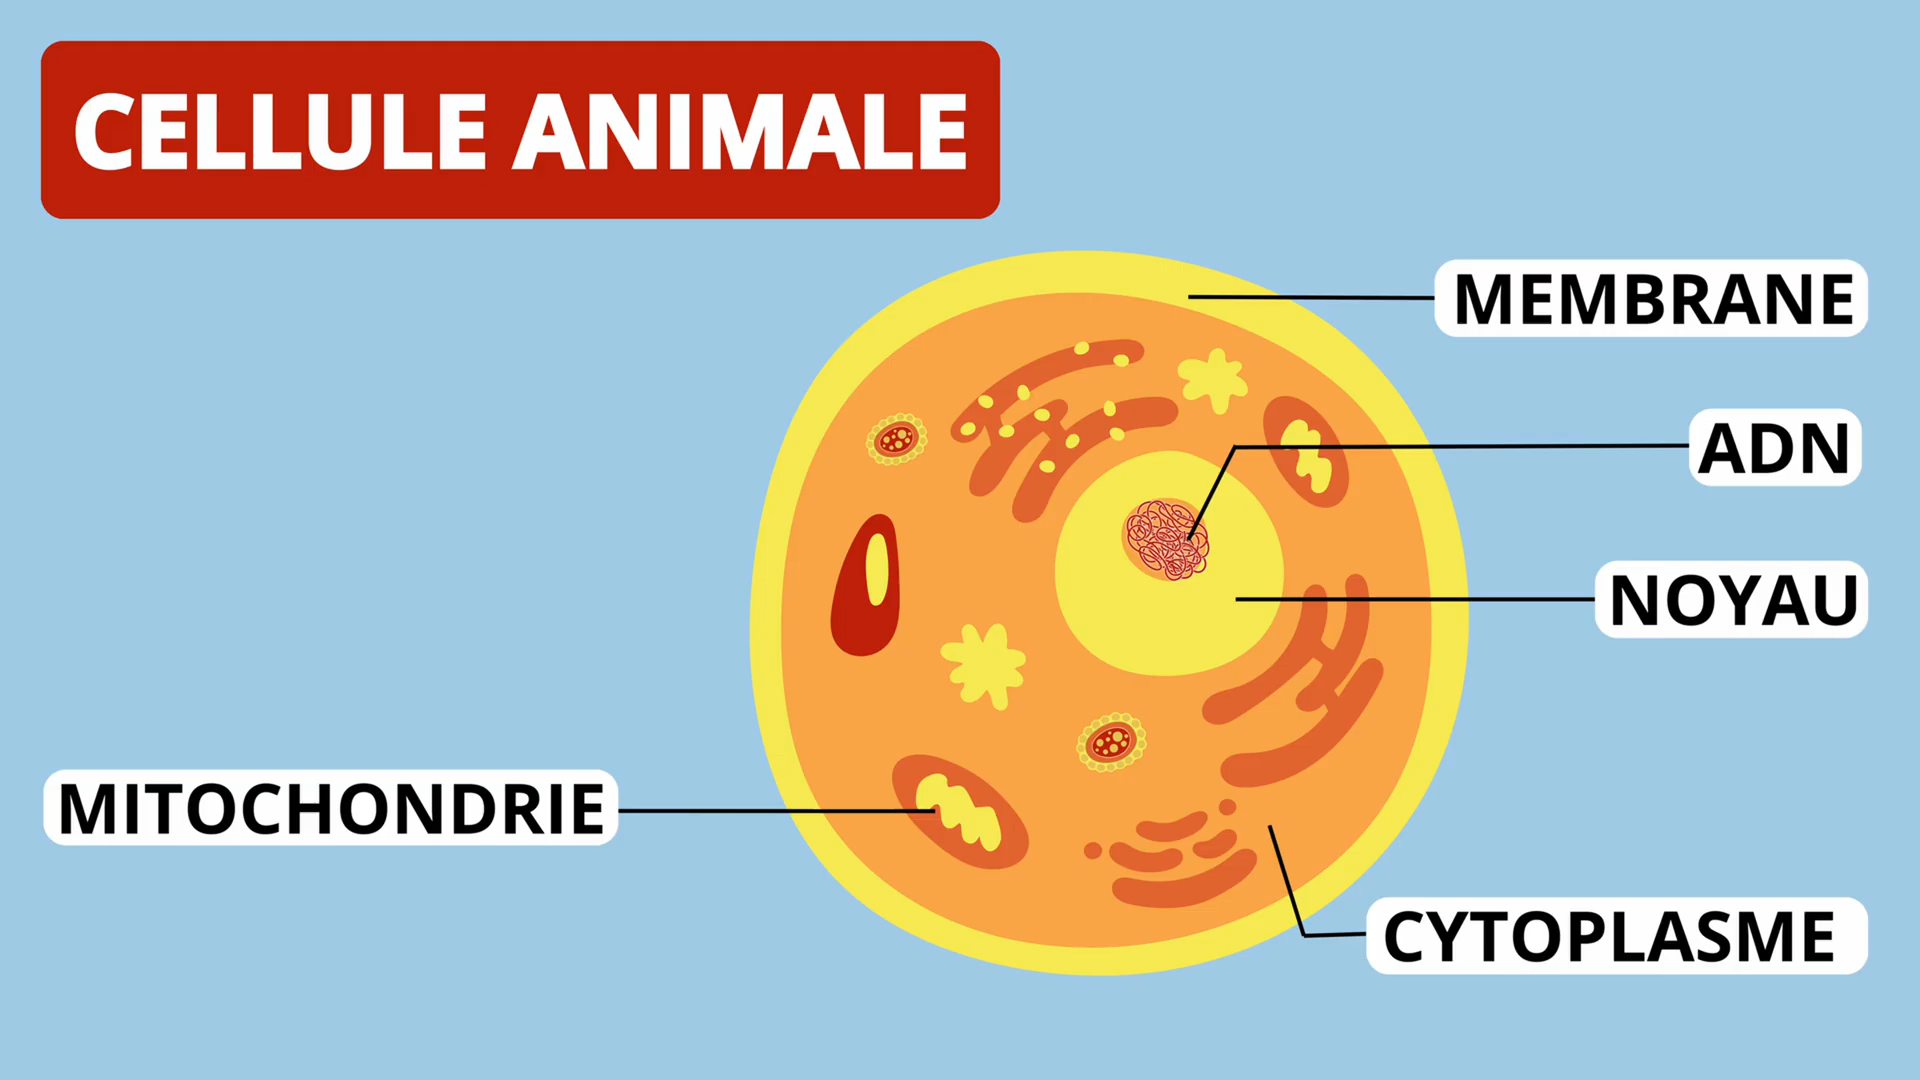 CELLULE ANIMALE
MEMBRANE
ADN
NOYAU
MITOCHONDRIE
CYTOPLASME